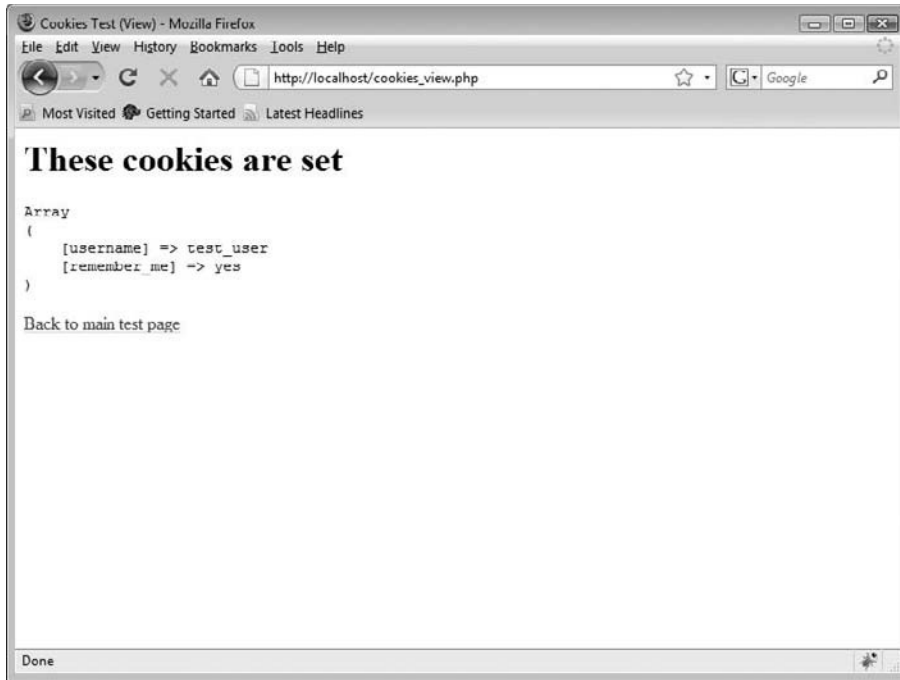 Cookies Test (View) - Mozilla Firefox
File Edit View History Bookmarks Tools Help
http://localhost/cookies_view.php
G Google
Most Visited Getting Started Latest Headlines
These cookies are set
Array
(
[username] => test_user
[remember_me] => yes
)
Back to main test page
Done